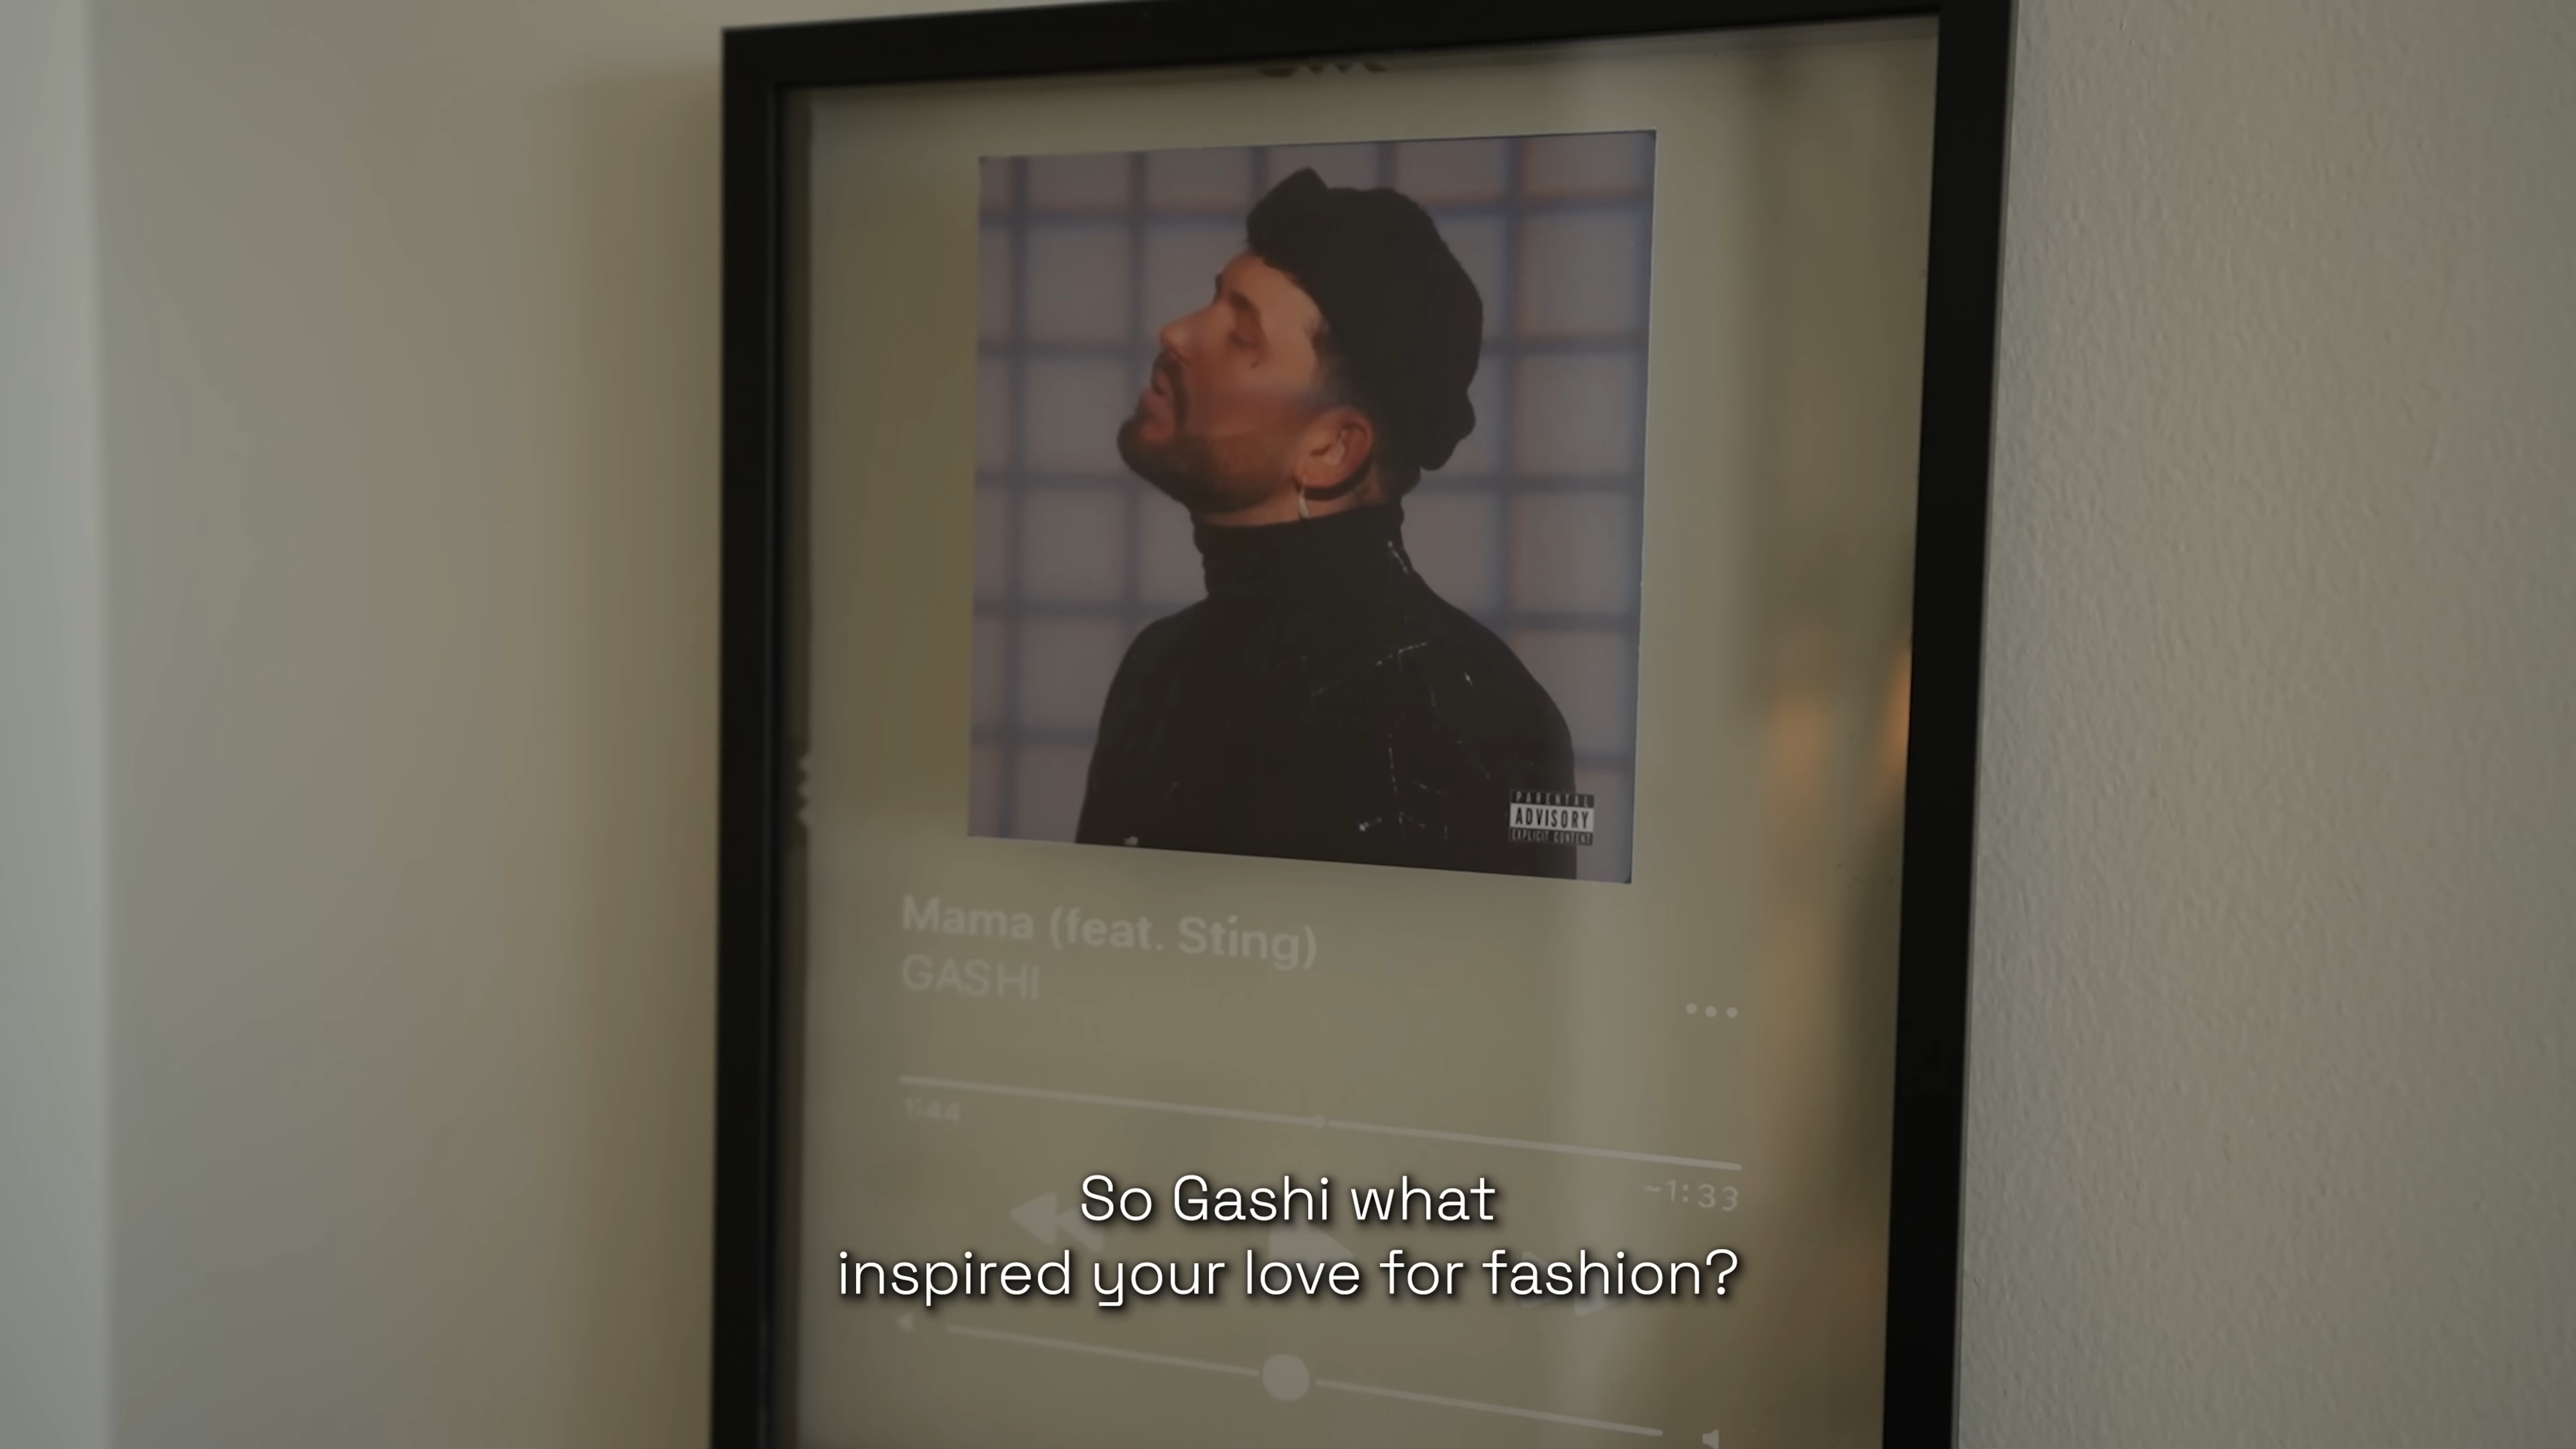 PARENTAL
ADVISORY
EXPLICIT CONTENT
Mama (feat. Sting)
GASHI
1:44
-1:33
So Gashi what
inspired your love for fashion?